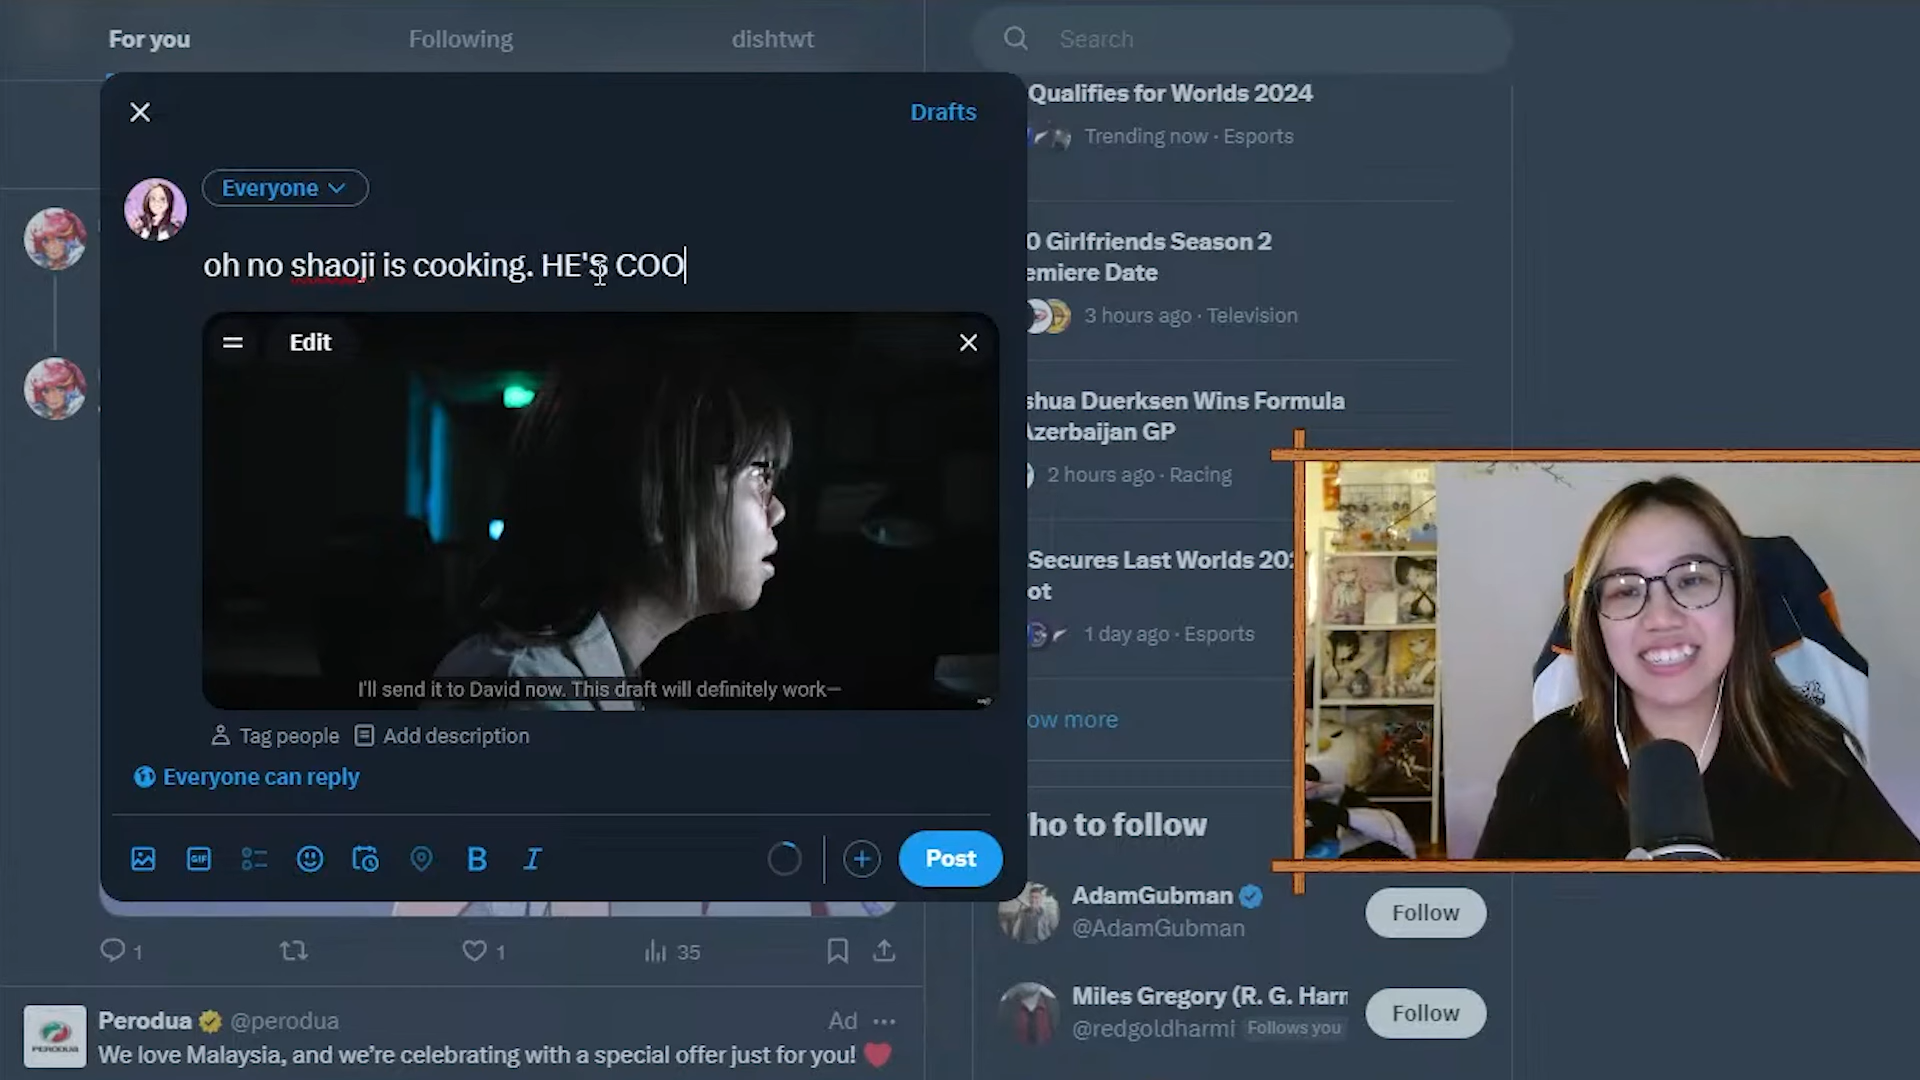 For you
Following
dishtwt
Search
Drafts
Everyone
oh no shaoji is cooking. HE'S COO
Edit
I'll send it to David now. This draft will definitely work—
Tag people
Add description
Everyone can reply
GIF
B
I
Post
1
1
35
Perodua @perodua
Ad
PERODUA
We love Malaysia, and we're celebrating with a special offer just for you!
Qualifies for Worlds 2024
Trending now · Esports
0 Girlfriends Season 2
emiere Date
3 hours ago · Television
shua Duerksen Wins Formula
Azerbaijan GP
2 hours ago · Racing
Secures Last Worlds 202
ot
1 day ago · Esports
ow more
ho to follow
AdamGubman
@AdamGubman
Follow
Miles Gregory (R. G. Harr
@redgoldharmi Follows you
Follow